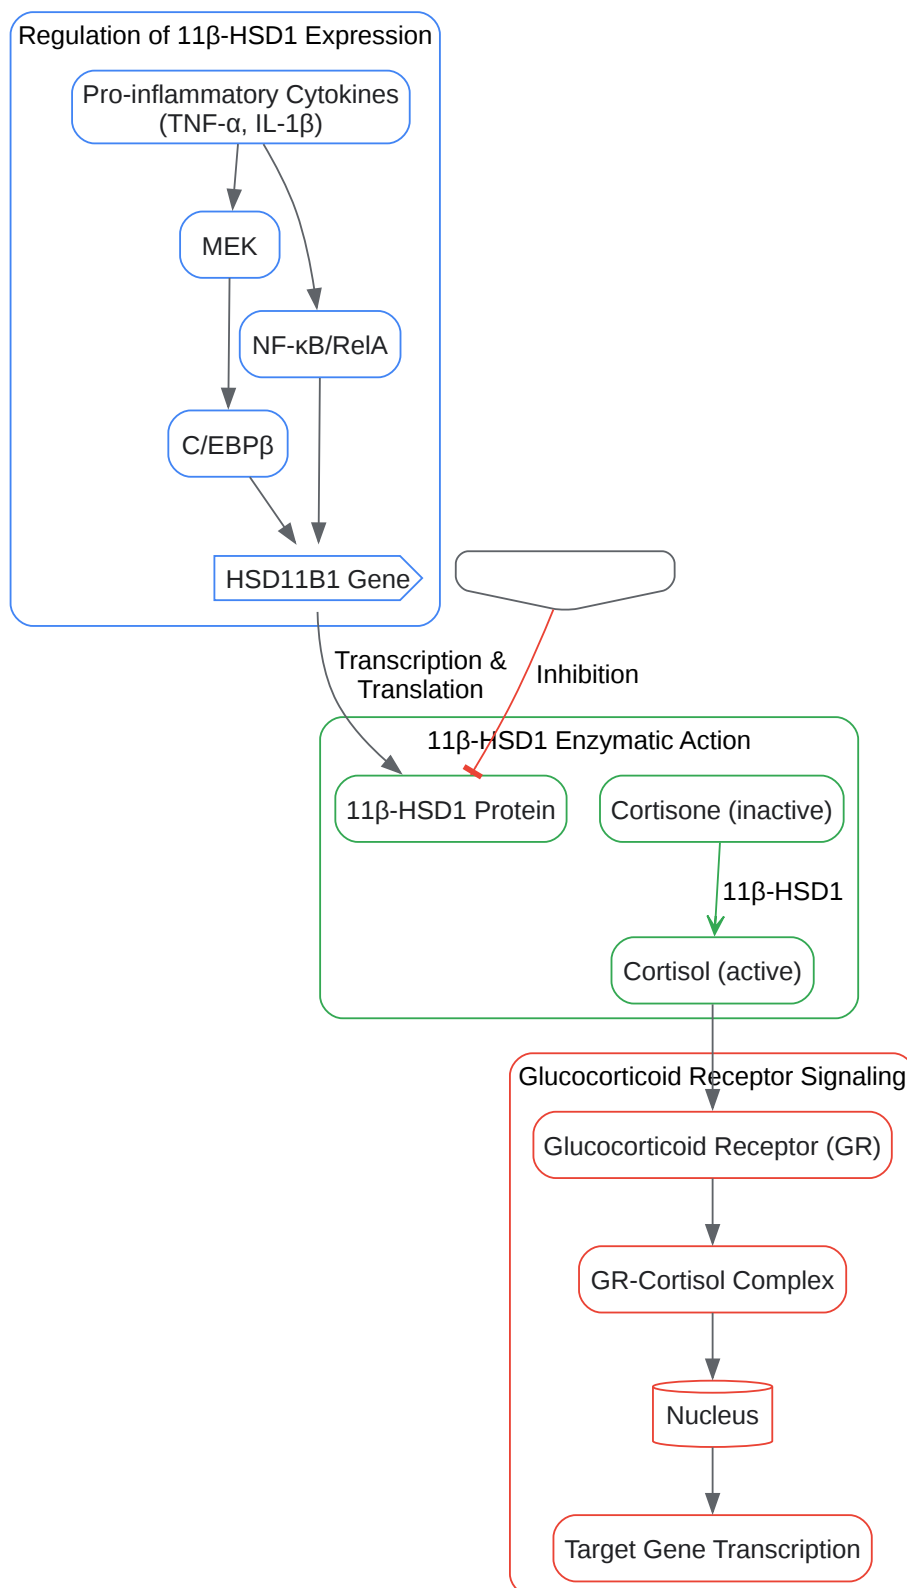 Regulation of 11β-HSD1 Expression
Pro-inflammatory Cytokines
(TNF-α, IL-1β)
MEK
NF-κB/RelA
C/EBPβ
HSD11B1 Gene
Transcription &
Translation
Inhibition
11β-HSD1 Enzymatic Action
11β-HSD1 Protein
Cortisone (inactive)
11β-HSD1
Cortisol (active)
Glucocorticoid Receptor Signaling
Glucocorticoid Receptor (GR)
GR-Cortisol Complex
Nucleus
Target Gene Transcription